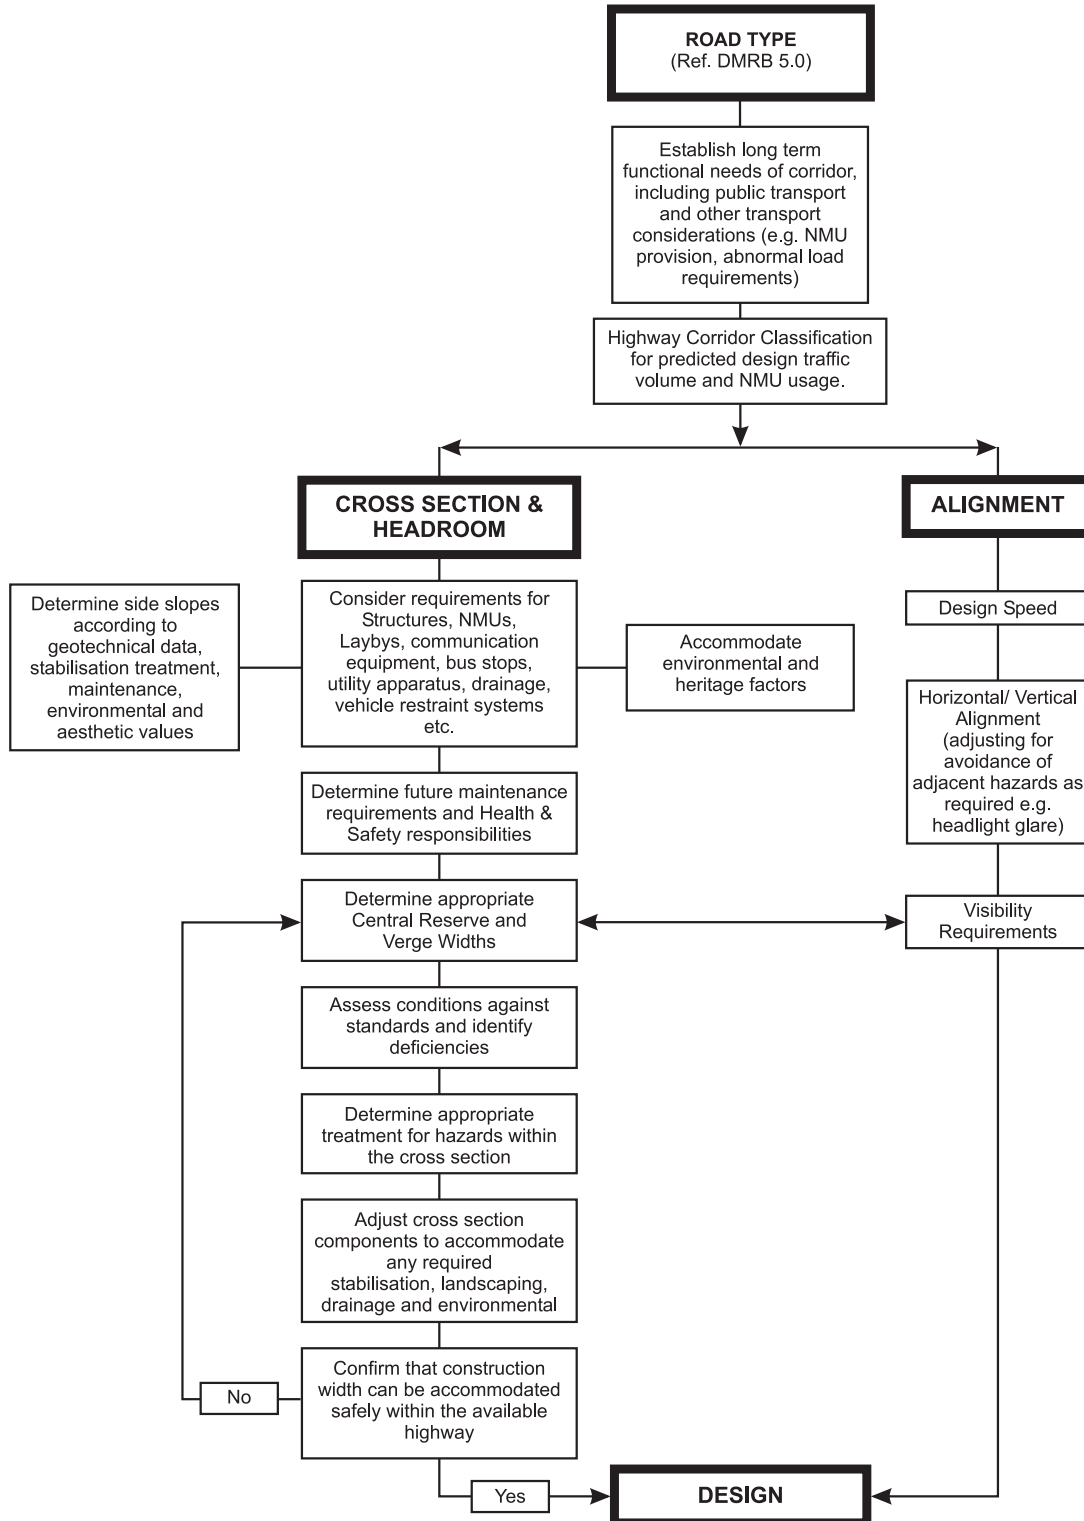 ROAD TYPE
(Ref. DMRB 5.0)
Establish long term
functional needs of corridor,
including public transport
and other transport
considerations (e.g. NMU
provision, abnormal load
requirements)
Highway Corridor Classification
for predicted design traffic
volume and NMU usage.
CROSS SECTION &
HEADROOM
ALIGNMENT
Determine side slopes
according to
geotechnical data,
stabilisation treatment,
maintenance,
environmental and
aesthetic values
Consider requirements for
Structures, NMUs,
Laybys, communication
equipment, bus stops,
utility apparatus, drainage,
vehicle restraint systems
etc.
Accommodate
environmental and
heritage factors
Design Speed
Horizontal/ Vertical
Alignment
(adjusting for
avoidance of
adjacent hazards as
required e.g.
headlight glare)
Determine future maintenance
requirements and Health &
Safety responsibilities
Determine appropriate
Central Reserve and
Verge Widths
Visibility
Requirements
Assess conditions against
standards and identify
deficiencies
Determine appropriate
treatment for hazards within
the cross section
Adjust cross section
components to accommodate
any required
stabilisation, landscaping,
drainage and environmental
Confirm that construction
width can be accommodated
safely within the available
highway
No
Yes
DESIGN